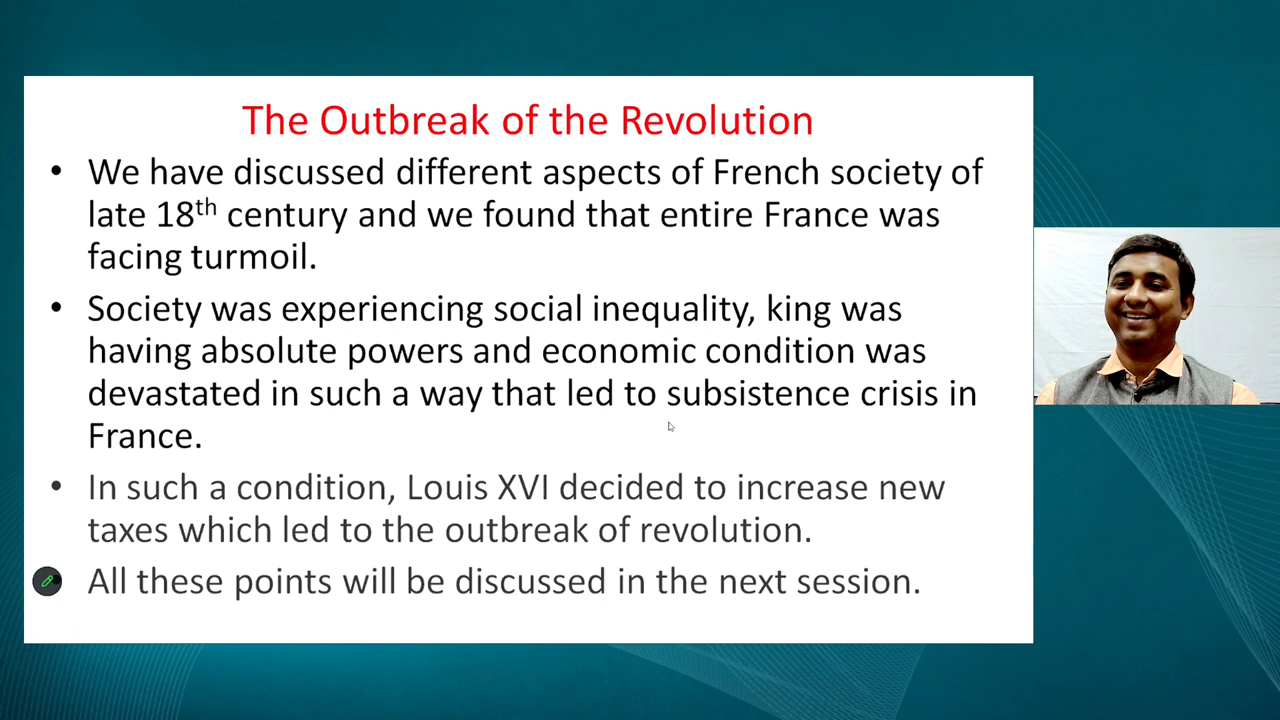 The Outbreak of the Revolution
• We have discussed different aspects of French society of
late 18th century and we found that entire France was
facing turmoil.
• Society was experiencing social inequality, king was
having absolute powers and economic condition was
devastated in such a way that led to subsistence crisis in
France.
• In such a condition, Louis XVI decided to increase new
taxes which led to the outbreak of revolution.
All these points will be discussed in the next session.